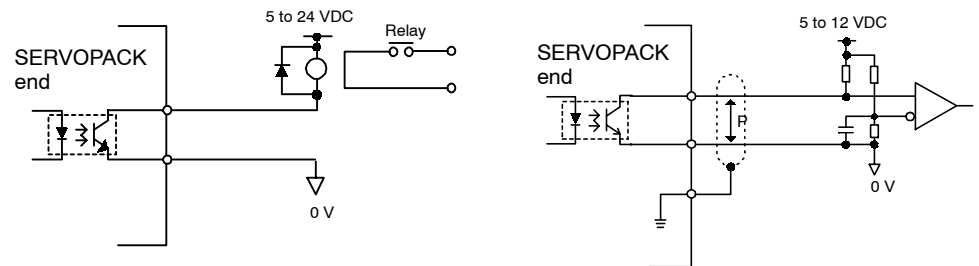 5 to 24 VDC
Relay
SERVOPACK
end
0 V
5 to 12 VDC
SERVOPACK
end
P
0 V